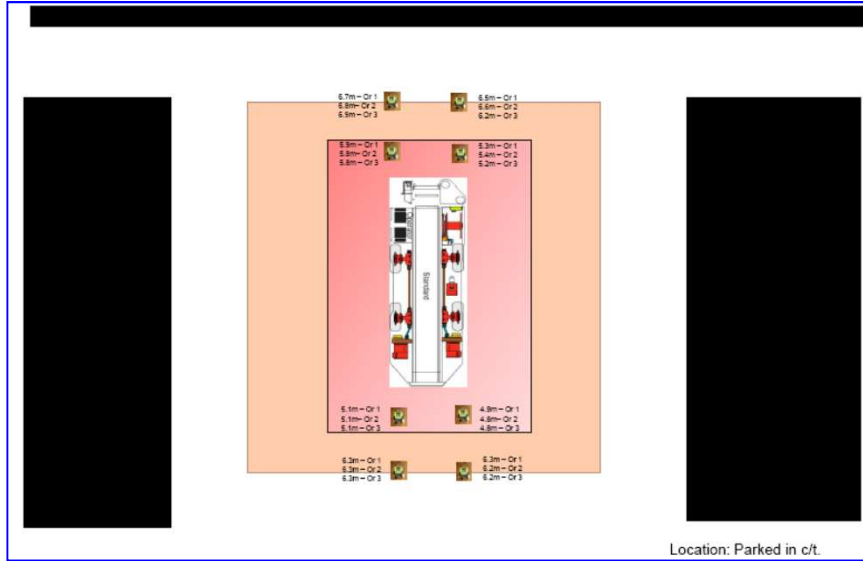 6.7m – Or 1
6.8m – Or 2
6.9m – Or 3
6.5m – Or 1
6.6m – Or 2
6.2m – Or 3
5.9m – Or 1
5.8m – Or 2
5.8m – Or 3
5.3m – Or 1
5.4m – Or 2
5.2m – Or 3
Operator
Standard
5.1m – Or 1
5.1m – Or 2
5.1m – Or 3
4.9m – Or 1
4.8m – Or 2
4.8m – Or 3
6.3m – Or 1
6.3m – Or 2
6.3m – Or 3
6.3m – Or 1
6.2m – Or 2
6.2m – Or 3
Location: Parked in c/t.